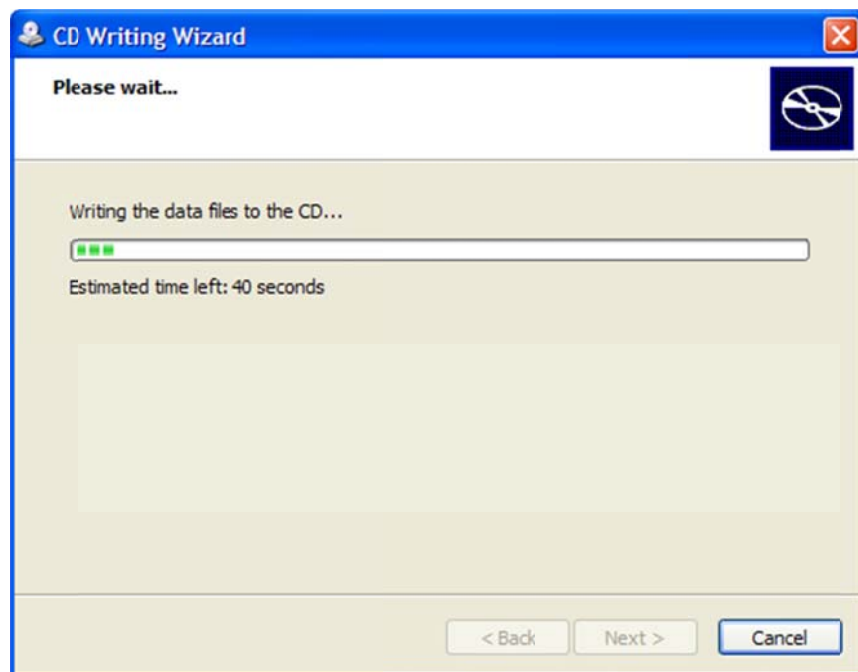 CD Writing Wizard
Please wait...
Writing the data files to the CD...
Estimated time left: 40 seconds
< Back Next > Cancel